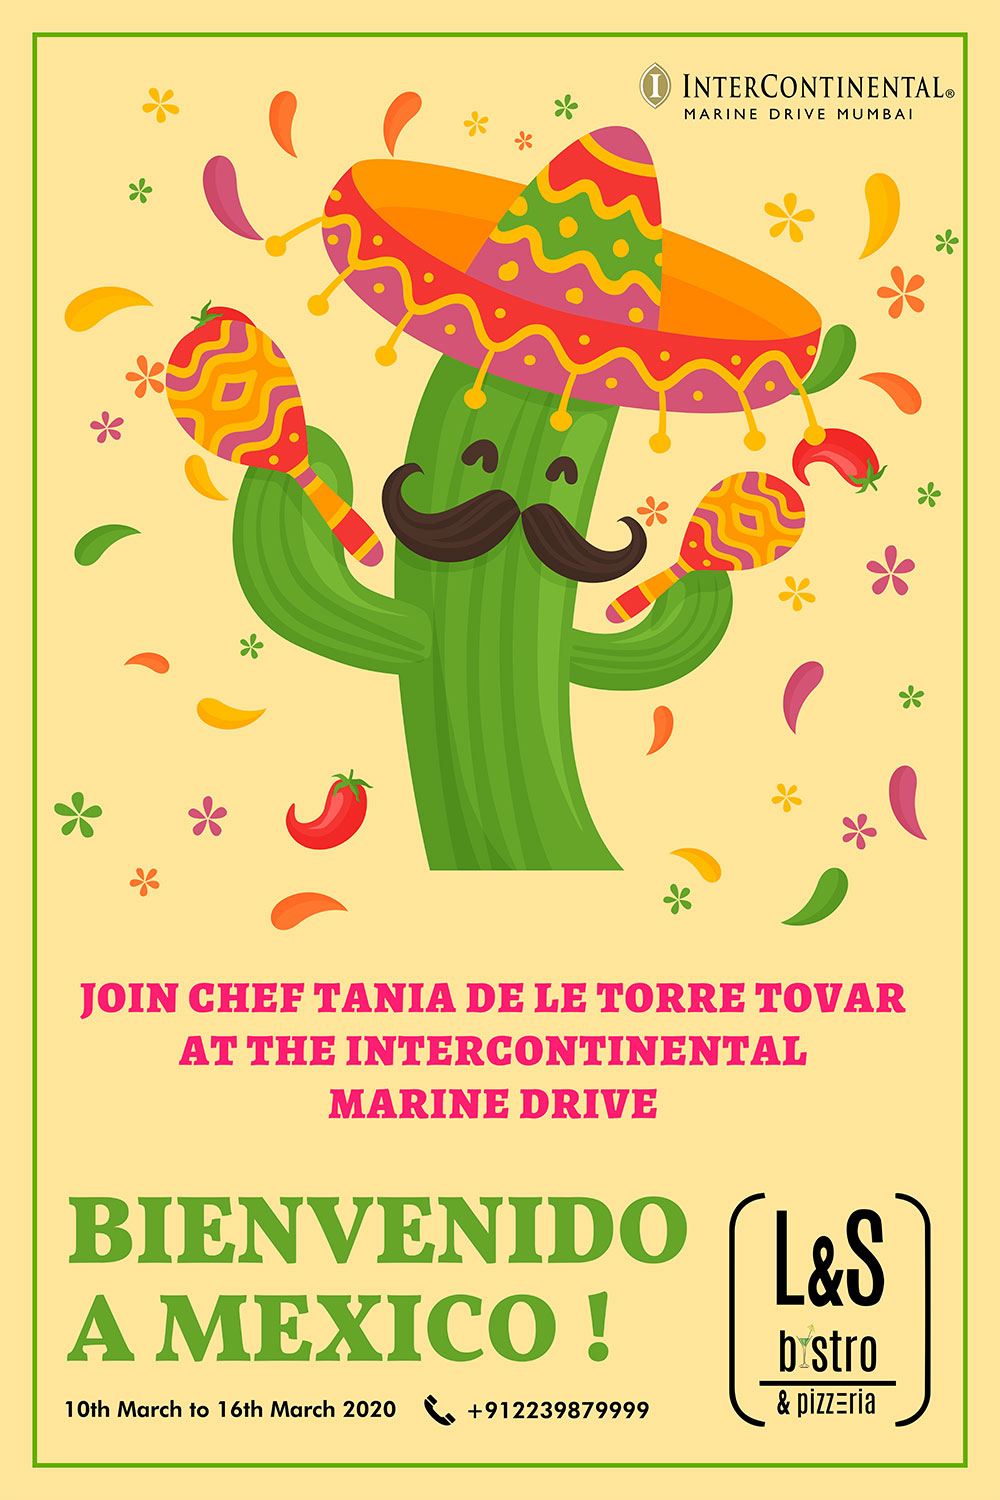 INTERCONTINENTAL®
MARINE DRIVE MUMBAI
JOIN CHEF TANIA DE LE TORRE TOVAR
AT THE INTERCONTINENTAL
MARINE DRIVE
BIENVENIDO
A MEXICO !
10th March to 16th March 2020
+912239879999
L&S
bistro
& pizzeria